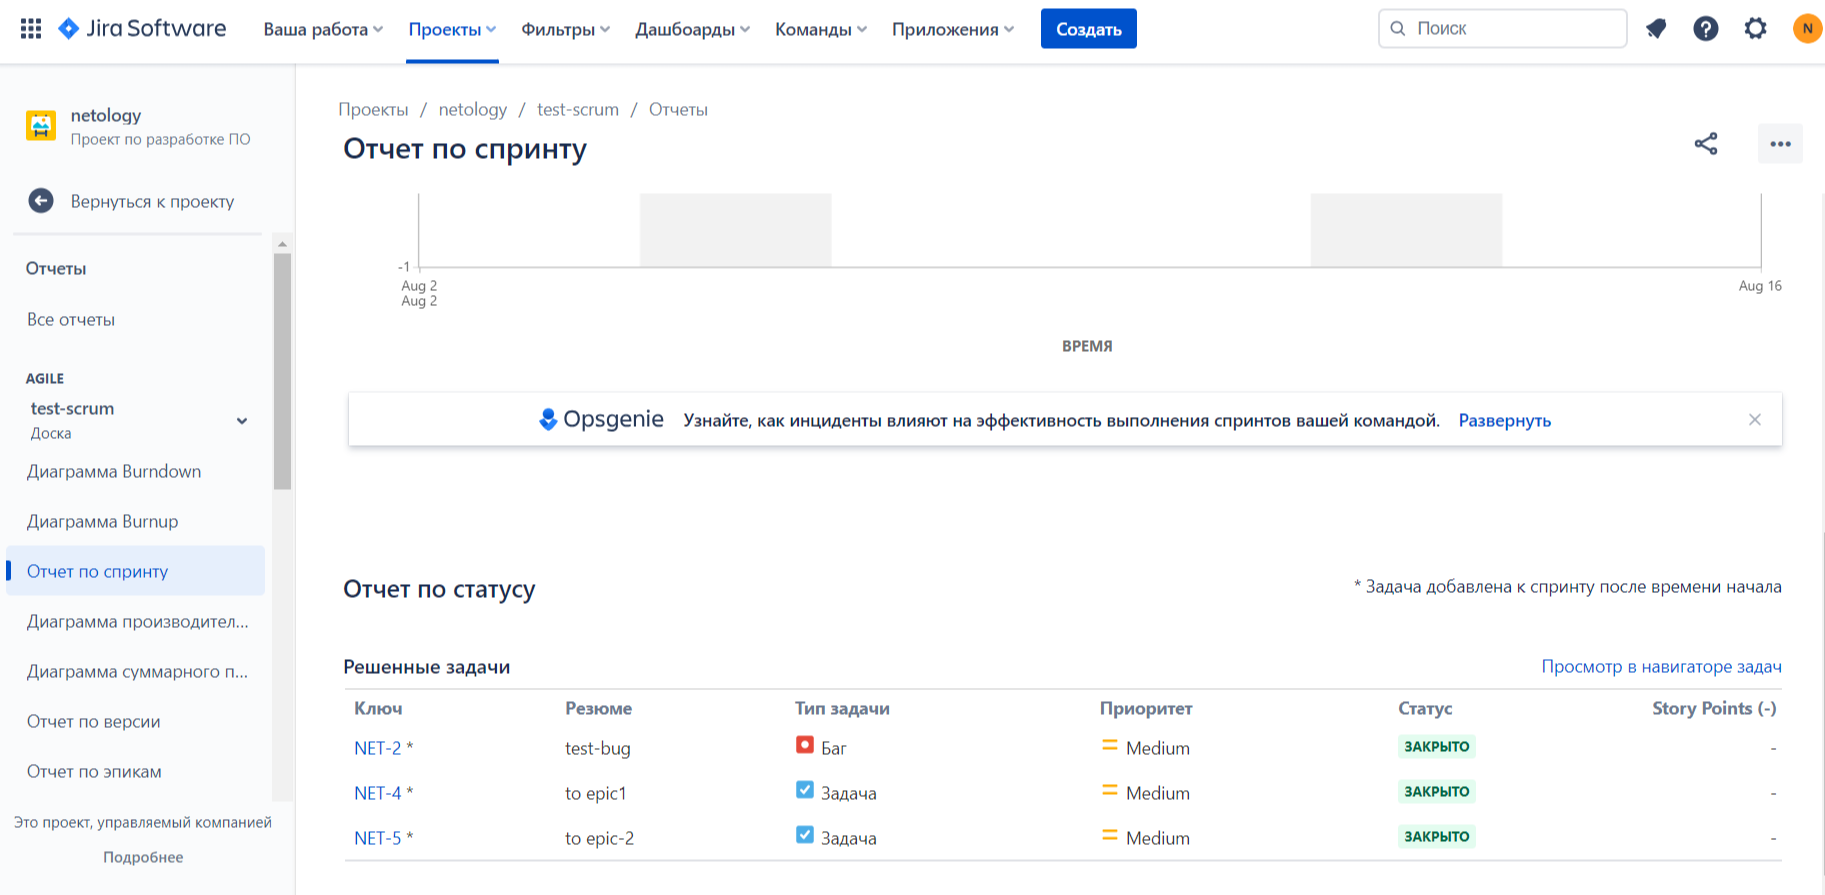 Jira Software Ваша работа Проекты Фильтры Дашбоарды Команды Приложения Создать Поиск N
netology
Проект по разработке ПО
Вернуться к проекту
Отчеты
Все отчеты
AGILE
test-scrum
Доска
Диаграмма Burndown
Диаграмма Burnup
Отчет по спринту
Диаграмма производител...
Диаграмма суммарного п...
Отчет по версии
Отчет по эпикам
Это проект, управляемый компанией
Подробнее
Проекты / netology / test-scrum / Отчеты
Отчет по спринту
-1
Aug 2 Aug 16
Aug 2
ВРЕМЯ
Opsgenie Узнайте, как инциденты влияют на эффективность выполнения спринтов вашей командой. Развернуть
Отчет по статусу * Задача добавлена к спринту после времени начала
Решенные задачи Просмотр в навигаторе задач
Ключ Резюме Тип задачи Приоритет Статус Story Points (-)
NET-2 * test-bug Баг Medium ЗАКРЫТО -
NET-4 * to epic1 Задача Medium ЗАКРЫТО -
NET-5 * to epic-2 Задача Medium ЗАКРЫТО -